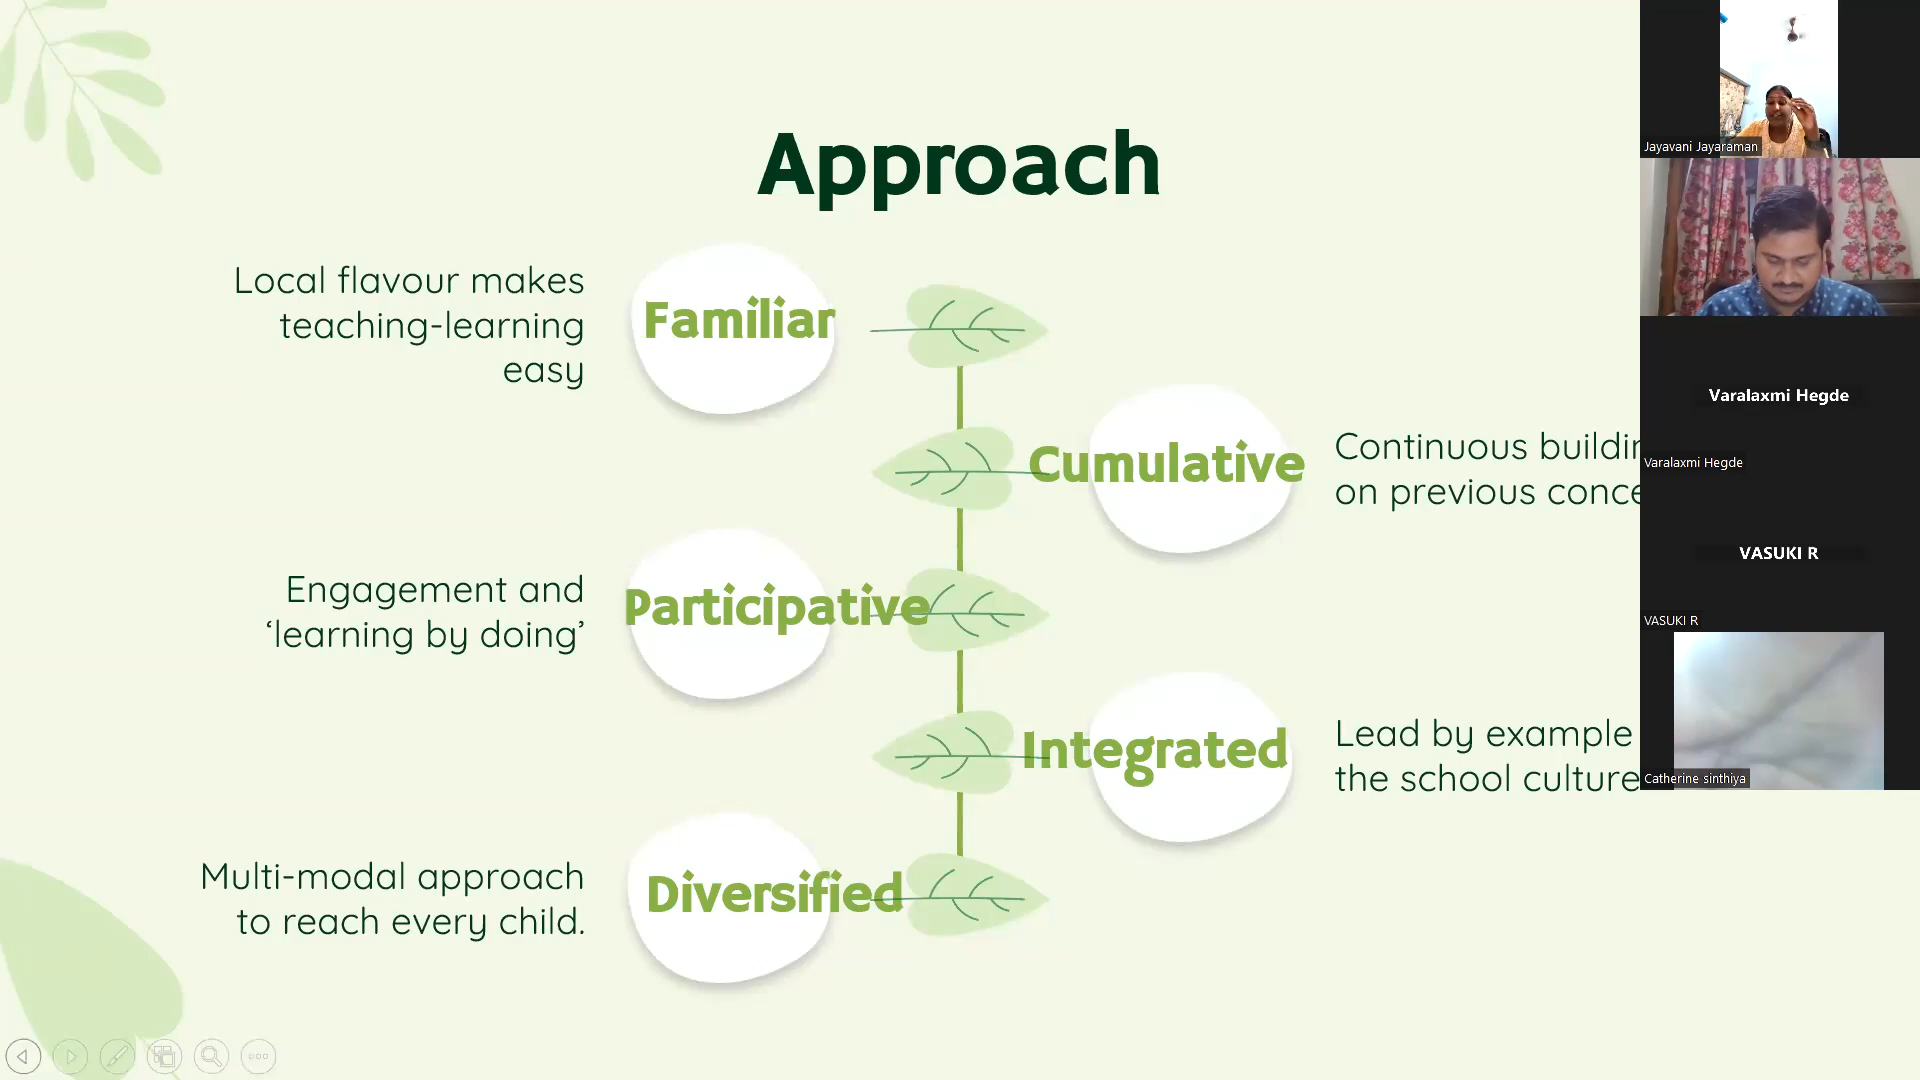 Approach
Local flavour makes
teaching-learning
easy
Familiar
Cumulative
Continuous
on previous
Engagement and
‘learning by doing’
Participative
Integrated
Lead by example
the school culture
Multi-modal approach
to reach every child.
Diversified
Jayavani Jayaraman
Varalaxmi Hegde
Varalaxmi Hegde
VASUKI R
VASUKI R
Catherine sinthiya